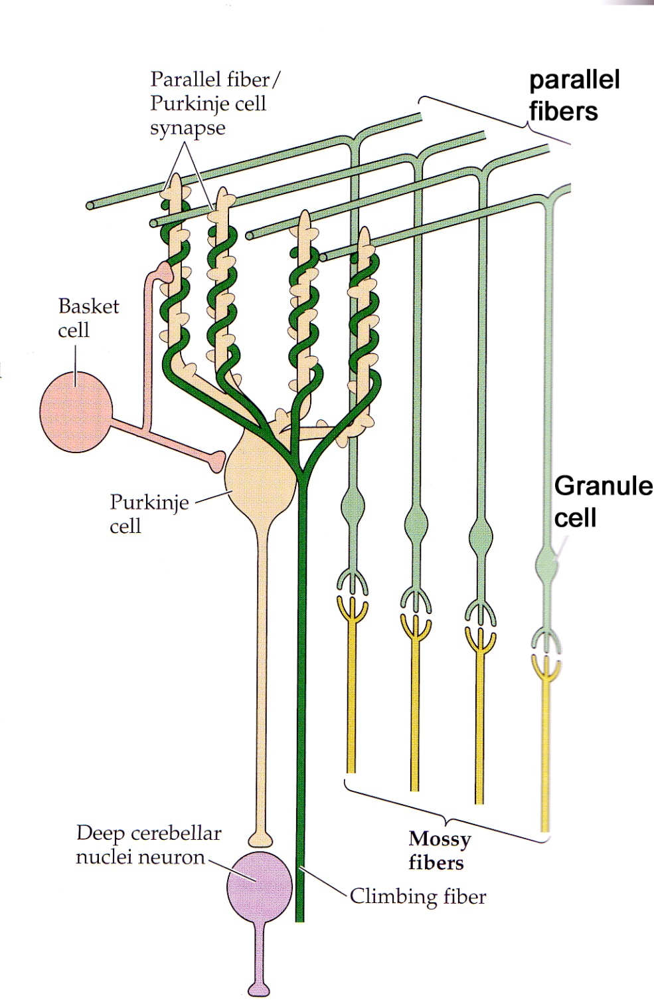 Parallel fiber/
Purkinje cell
synapse
parallel
fibers
Basket
cell
Purkinje
cell
Granule
cell
Deep cerebellar
nuclei neuron
Mossy
fibers
Climbing fiber